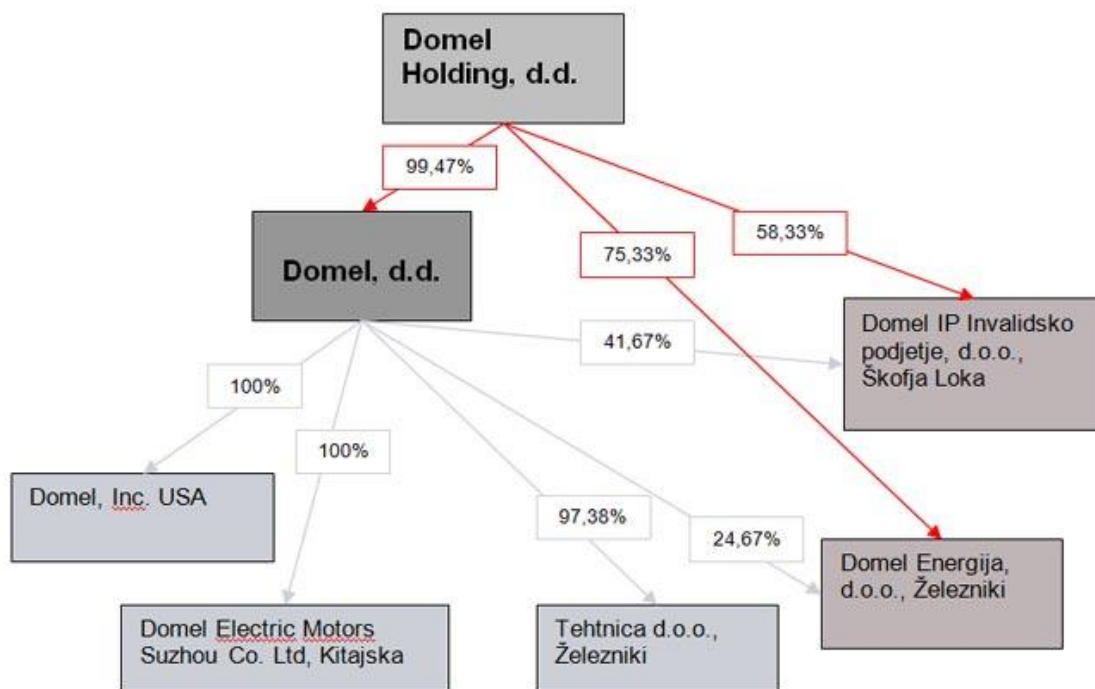 Domel
Holding, d.d.
99,47%
58,33%
75,33%
Domel, d.d.
Domel IP Invalidsko
podjetje, d.o.o.,
Škofja Loka
41,67%
100%
100%
Domel, Inc. USA
97,38%
24,67%
Domel Energija,
d.o.o., Železniki
Domel Electric Motors
Suzhou Co. Ltd, Kitajska
Tehtnica d.o.o.,
Železniki